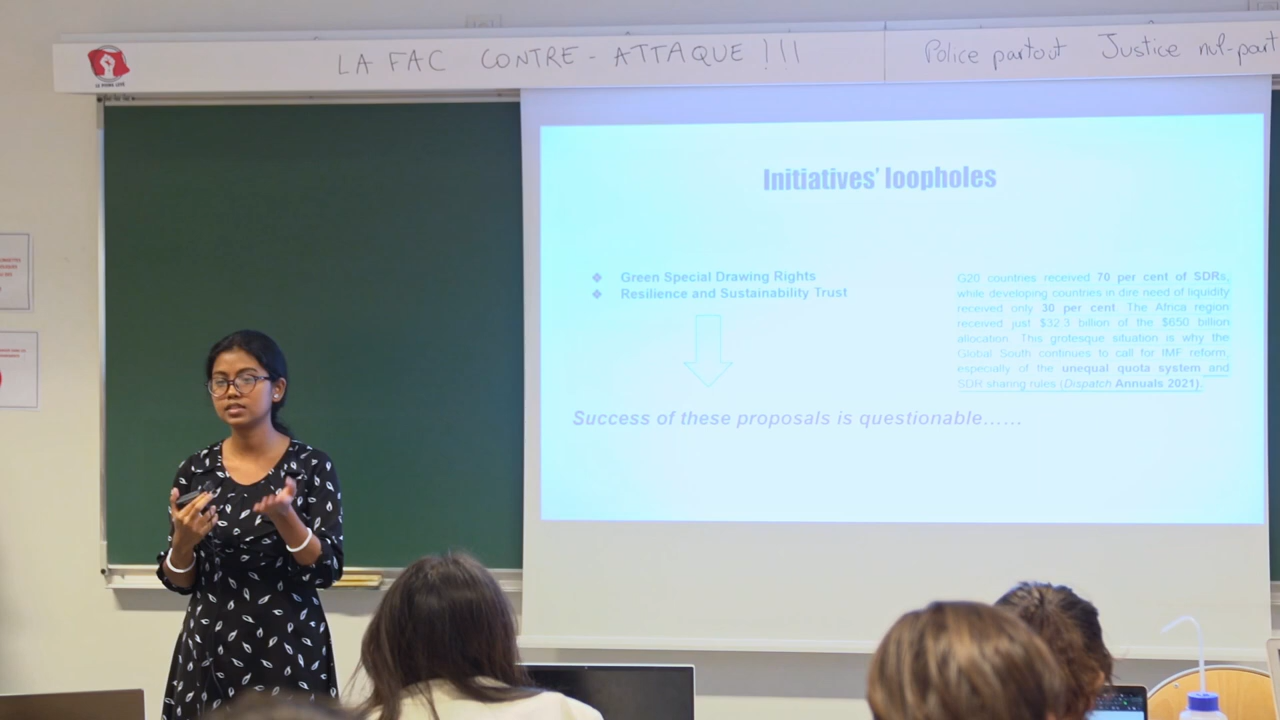 LA FAC CONTRE - ATTAQUE !!!
Police partout Justice nul-part
LE POING LEVÉ
Initiatives' loopholes
❖ Green Special Drawing Rights
❖ Resilience and Sustainability Trust
G20 countries received 70 per cent of SDRs,
while developing countries in dire need of liquidity
received only 30 per cent. The Africa region
received just $32.3 billion of the $650 billion
allocation. This grotesque situation is why the
Global South continues to call for IMF reform,
especially of the unequal quota system and
SDR sharing rules (Dispatch Annuals 2021).
Success of these proposals is questionable……